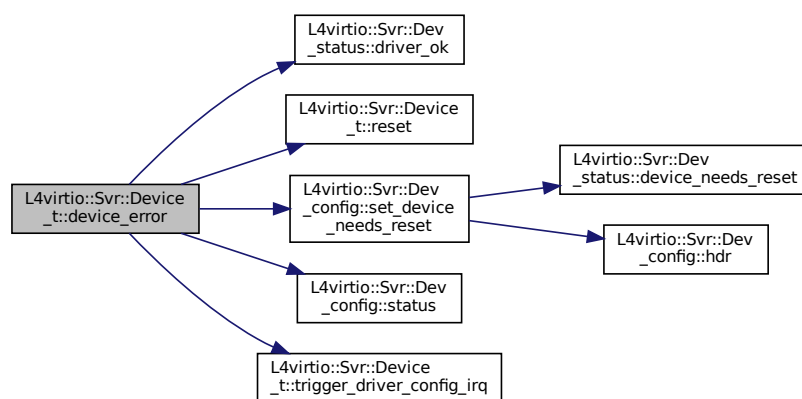 L4virtio::Svr::Dev
_status::driver_ok
L4virtio::Svr::Device
_t::reset
L4virtio::Svr::Device
_t::device_error
L4virtio::Svr::Dev
_config::set_device
_needs_reset
L4virtio::Svr::Dev
_status::device_needs_reset
L4virtio::Svr::Dev
_config::hdr
L4virtio::Svr::Dev
_config::status
L4virtio::Svr::Device
_t::trigger_driver_config_irq